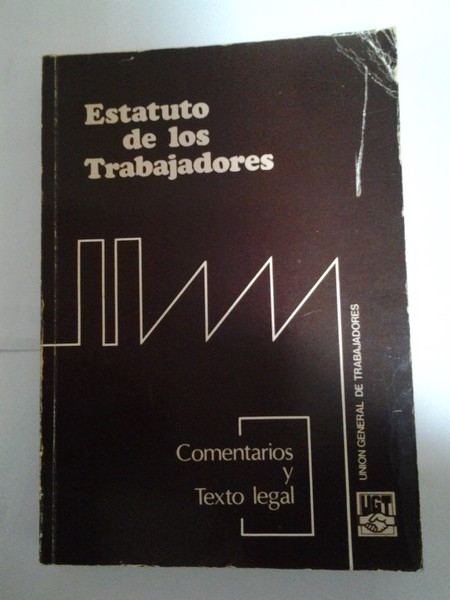 Estatuto
de los
Trabajadores
Comentarios
y
Texto legal
UNION GENERAL DE TRABAJADORES
UGT